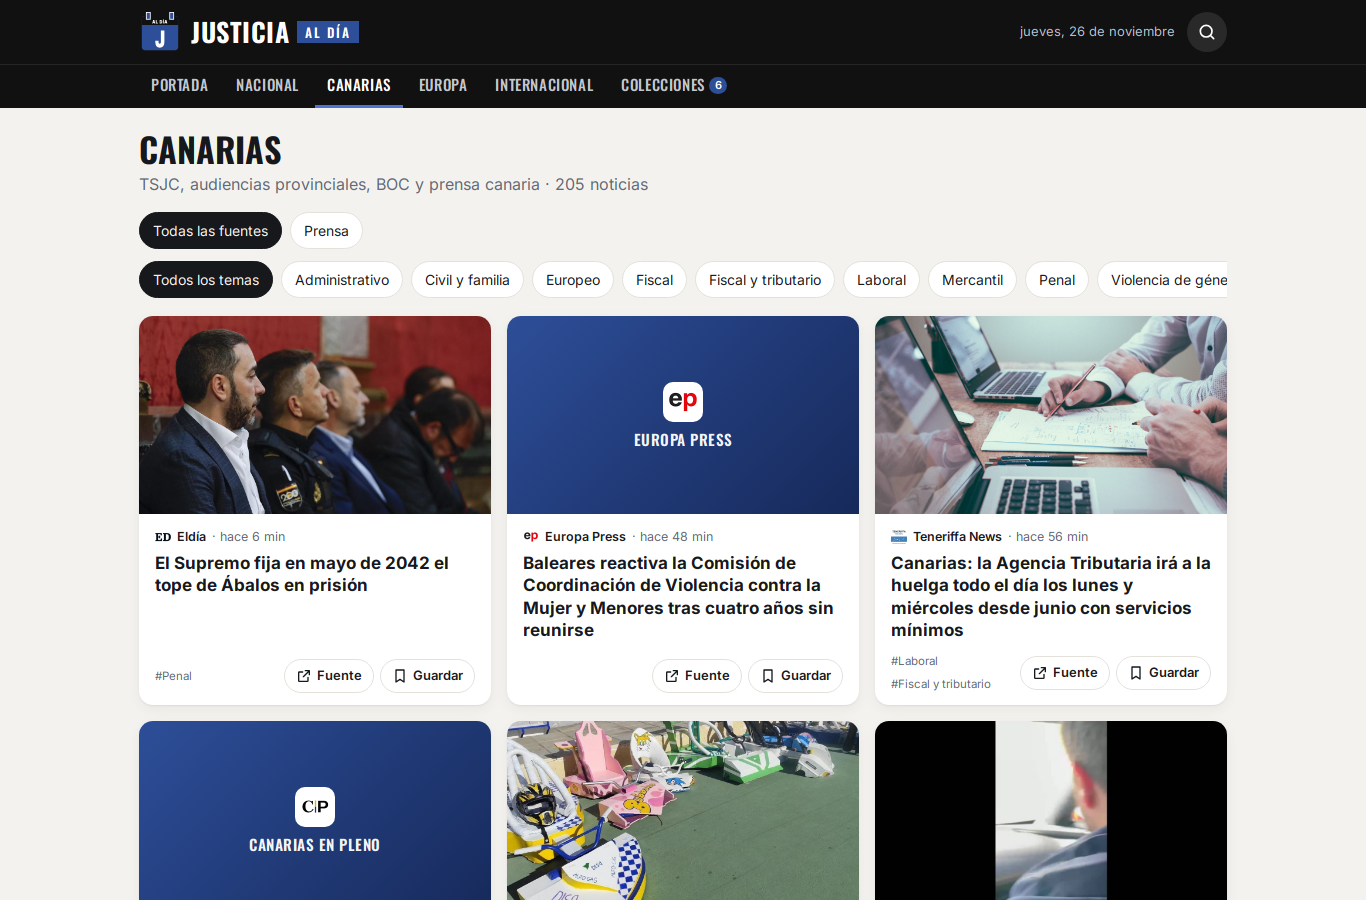 AL DÍA
J
JUSTICIA AL DÍA
jueves, 26 de noviembre
PORTADA NACIONAL CANARIAS EUROPA INTERNACIONAL COLECCIONES 6
CANARIAS
TSJC, audiencias provinciales, BOC y prensa canaria · 205 noticias
Todas las fuentes Prensa
Todos los temas Administrativo Civil y familia Europeo Fiscal Fiscal y tributario Laboral Mercantil Penal Violencia de géne
ED Eldía · hace 6 min
El Supremo fija en mayo de 2042 el
tope de Ábalos en prisión
#Penal Fuente Guardar
ep
EUROPA PRESS
ep Europa Press · hace 48 min
Baleares reactiva la Comisión de
Coordinación de Violencia contra la
Mujer y Menores tras cuatro años sin
reunirse
Fuente Guardar
Teneriffa News · hace 56 min
Canarias: la Agencia Tributaria irá a la
huelga todo el día los lunes y
miércoles desde junio con servicios
mínimos
#Laboral
#Fiscal y tributario
Fuente Guardar
CiP
CANARIAS EN PLENO